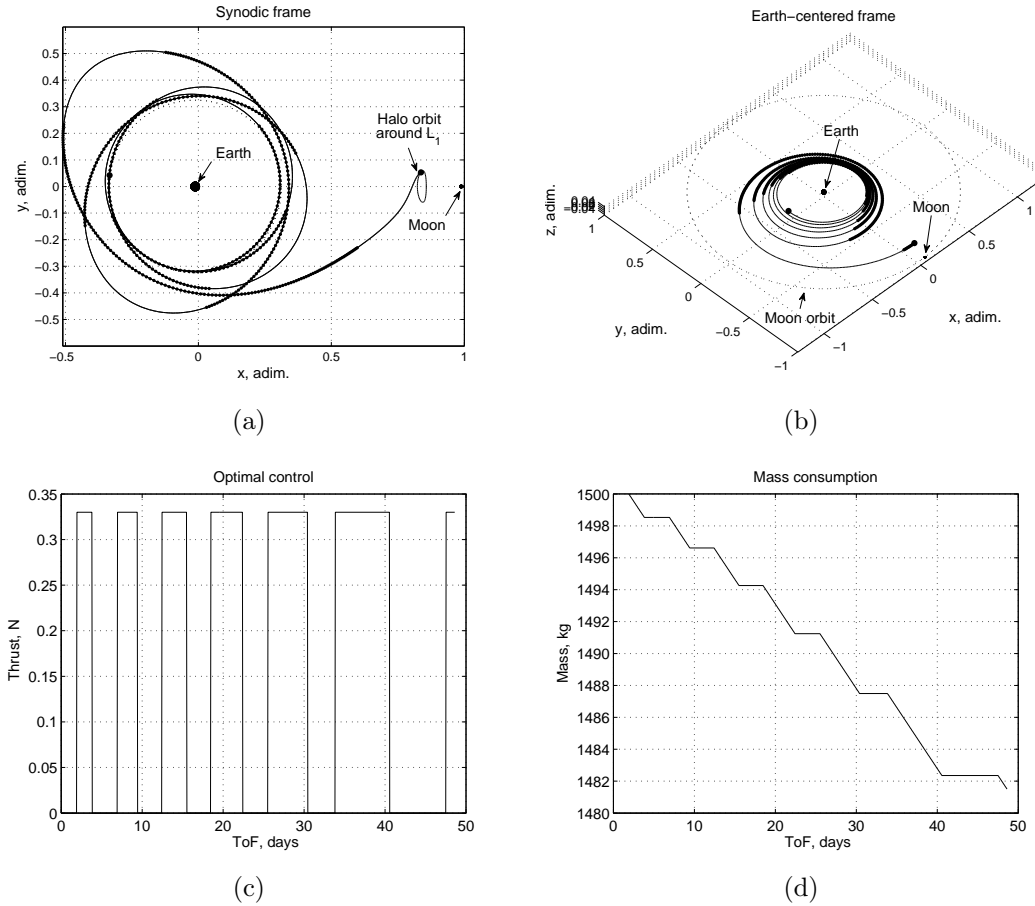 Synodic frame
0.5
0.4
0.3
0.2
0.1
0
−0.1
−0.2
−0.3
−0.4
−0.5
y, adim.
Halo orbit
around L1
Earth
Moon
−0.5
0
0.5
1
x, adim.
(a)
Earth−centered frame
Earth
Moon
Moon orbit
z, adim.
1
0.5
0
−0.5
−1
y, adim.
−1
−0.5
0
0.5
1
x, adim.
(b)
Optimal control
0.35
0.3
0.25
0.2
0.15
0.1
0.05
0
Thrust, N
0
10
20
30
40
50
ToF, days
(c)
Mass consumption
1500
1498
1496
1494
1492
1490
1488
1486
1484
1482
1480
Mass, kg
0
10
20
30
40
50
ToF, days
(d)